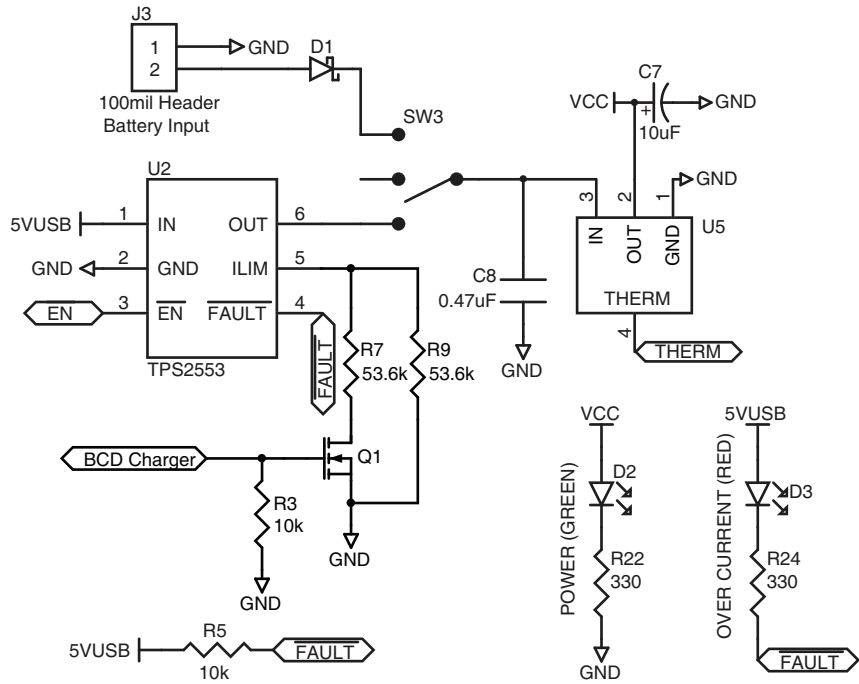 J3
1
2
GND
D1
100mil Header
Battery Input
SW3
C7
VCC
+
10uF
GND
U2
5VUSB
1
IN
OUT
6
GND
2
GND
ILIM
5
EN
3
EN
FAULT
4
TPS2553
FAULT
R7
53.6k
R9
53.6k
C8
0.47uF
GND
3
2
1
GND
IN
OUT
GND
U5
THERM
4
THERM
BCD Charger
Q1
R3
10k
GND
GND
VCC
POWER (GREEN)
D2
R22
330
GND
5VUSB
OVER CURRENT (RED)
D3
R24
330
FAULT
5VUSB
R5
10k
FAULT